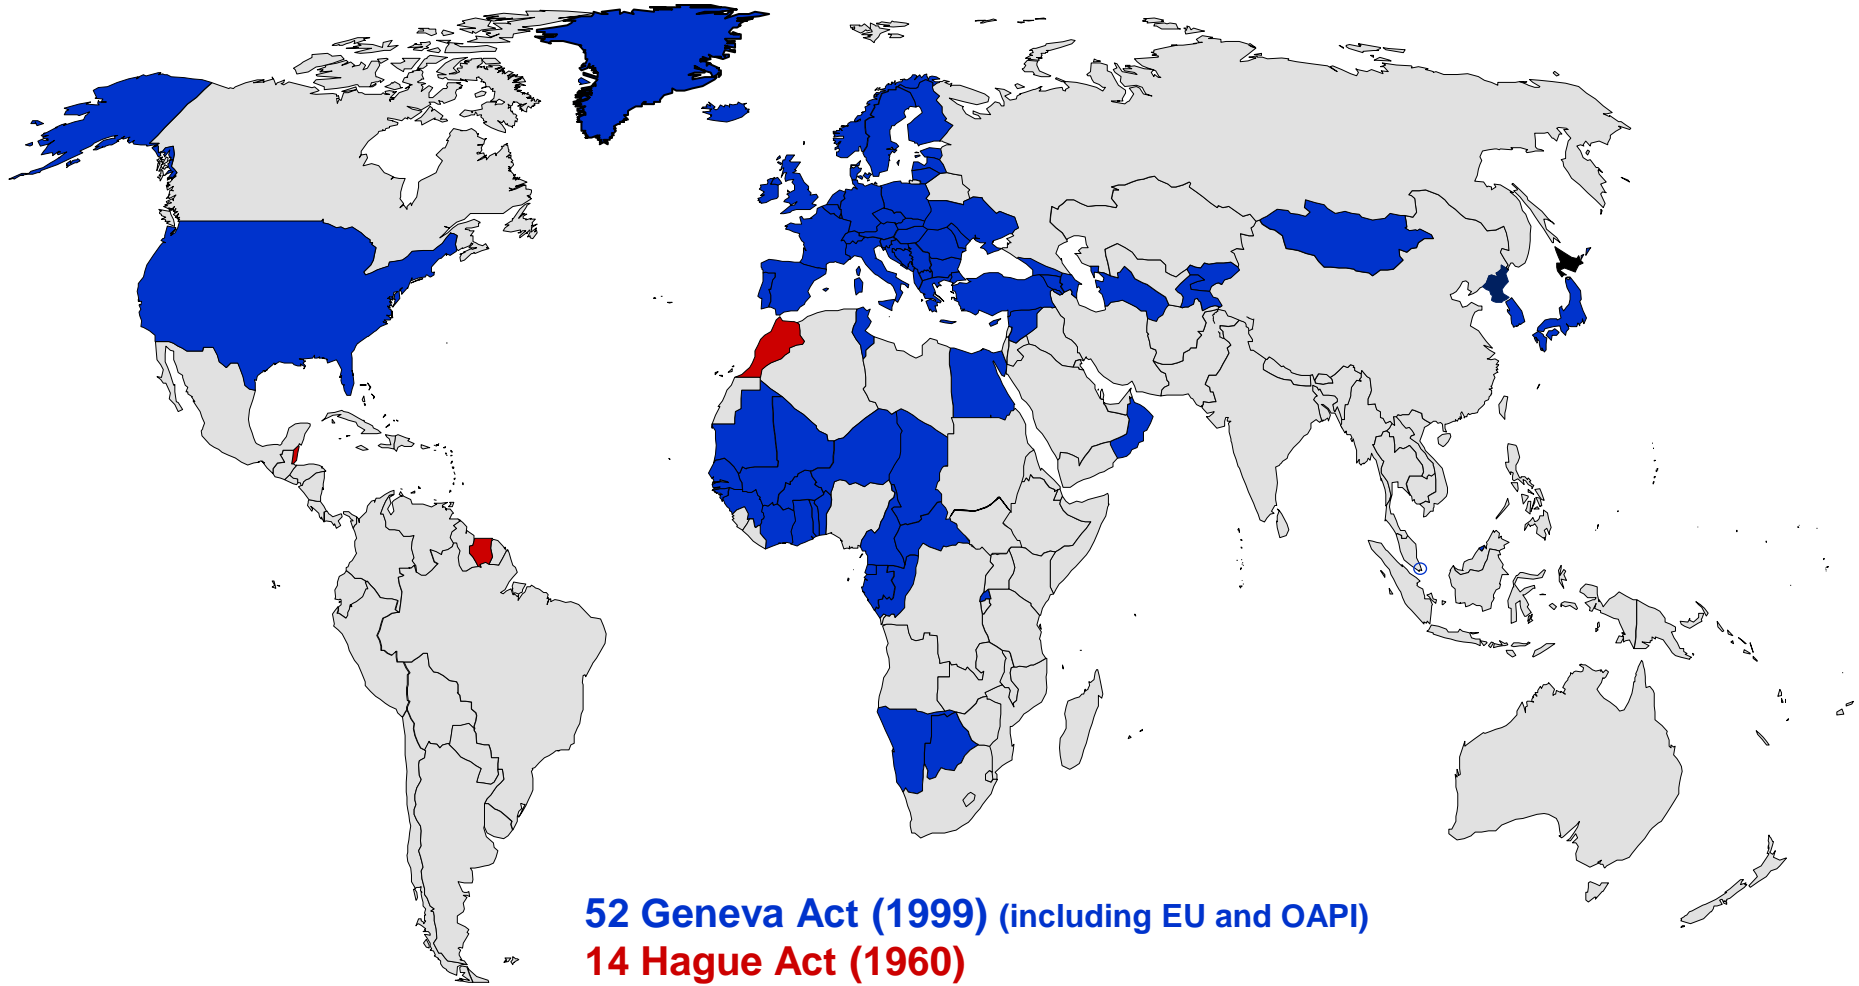 52 Geneva Act (1999) (including EU and OAPI)
14 Hague Act (1960)